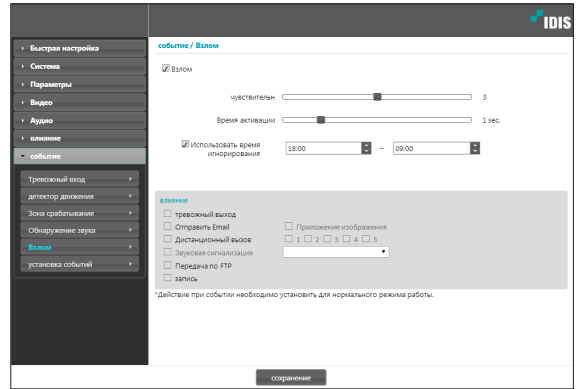 IDIS
Быстрая настройка
Система
Параметры
Видео
Аудио
влияние
событие
Тревожный вход
детектор движения
Зона срабатывания
Обнаружение звука
Взлом
установка событий
событие / Взлом
Взлом
чувствительн 3
Время активации 1 sec.
Использовать время
игнорирования 18:00 ~ 09:00
влияние
тревожный выход
Отправить Email Приложение изображения
Дистанционный вызов 1 2 3 4 5
Звуковая сигнализация
Передача по FTP
запись
*Действие при событии необходимо установить для нормального режима работы.
сохранение